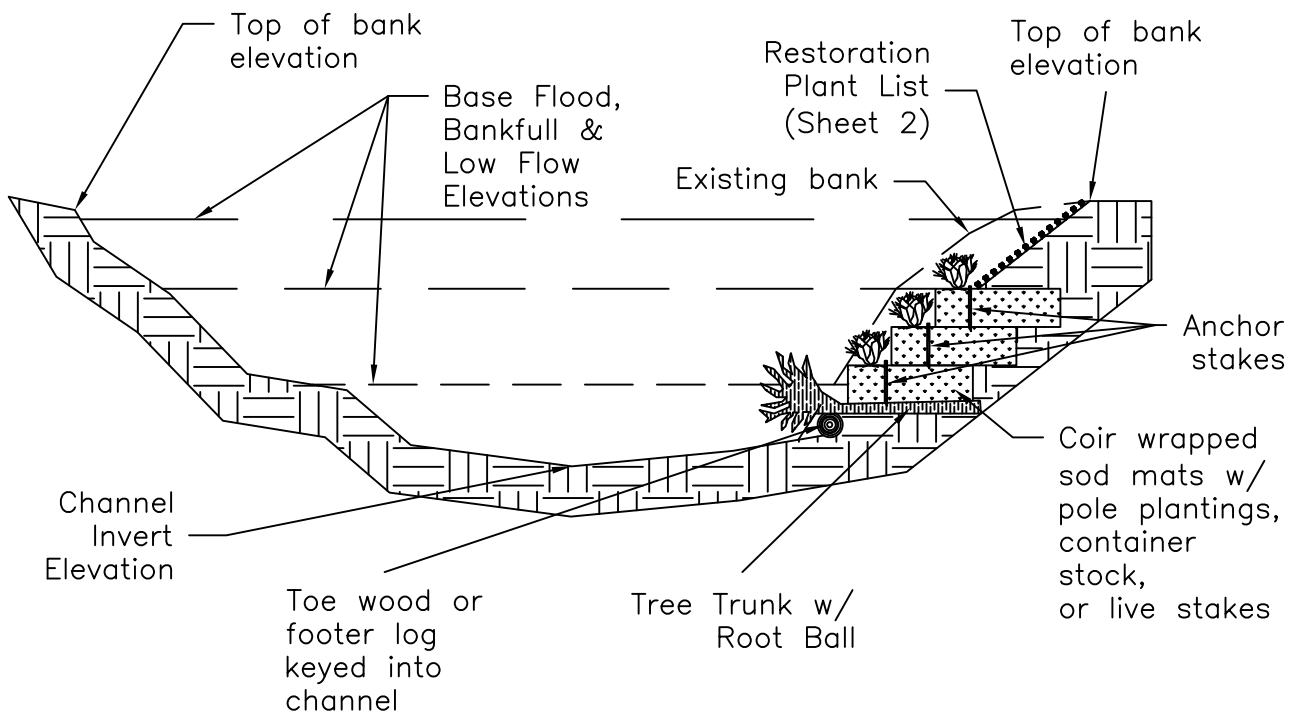 Top of bank
elevation
Base Flood,
Bankfull &
Low Flow
Elevations
Restoration
Plant List
(Sheet 2)
Top of bank
elevation
Existing bank
Anchor
stakes
Coir wrapped
sod mats w/
pole plantings,
container
stock,
or live stakes
Channel
Invert
Elevation
Toe wood or
footer log
keyed into
channel
Tree Trunk w/
Root Ball